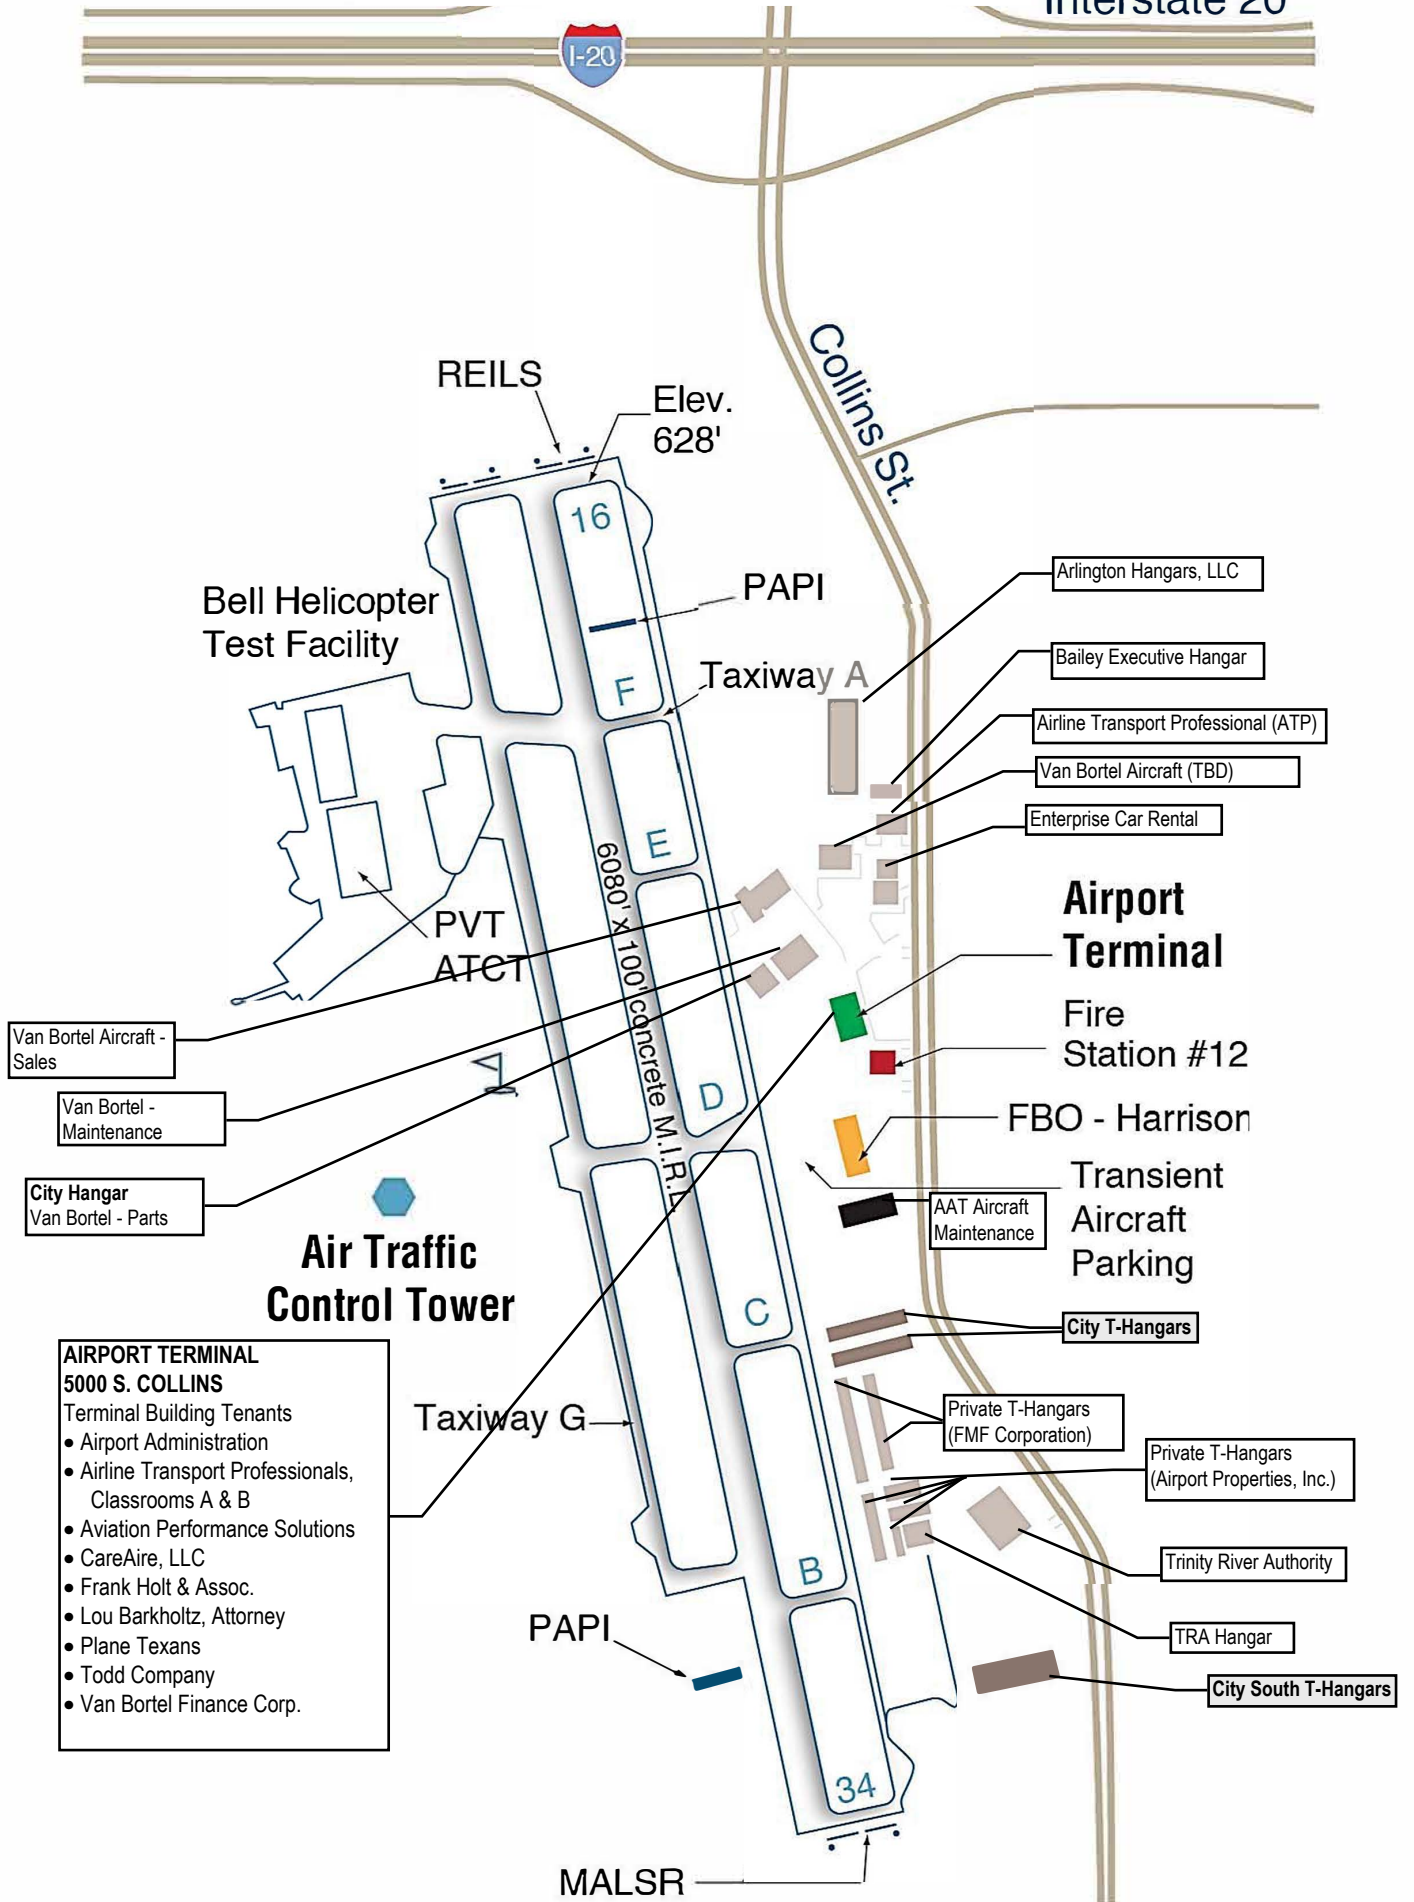 Interstate 20
I-20
Collins St.
REILS
Elev.
628'
16
Bell Helicopter
Test Facility
PAPI
Arlington Hangars, LLC
Bailey Executive Hangar
Taxiway A
F
Airline Transport Professional (ATP)
Van Bortel Aircraft (TBD)
Enterprise Car Rental
E
6080' x 100' concrete M.I.R.L
PVT
ATCT
Airport
Terminal
Fire
Station #12
Van Bortel Aircraft -
Sales
Van Bortel -
Maintenance
D
FBO - Harrison
City Hangar
Van Bortel - Parts
Transient
Aircraft
Parking
AAT Aircraft
Maintenance
Air Traffic
Control Tower
C
City T-Hangars
AIRPORT TERMINAL
5000 S. COLLINS
Terminal Building Tenants
• Airport Administration
• Airline Transport Professionals,
Classrooms A & B
• Aviation Performance Solutions
• CareAire, LLC
• Frank Holt & Assoc.
• Lou Barkholtz, Attorney
• Plane Texans
• Todd Company
• Van Bortel Finance Corp.
Taxiway G
Private T-Hangars
(FMF Corporation)
Private T-Hangars
(Airport Properties, Inc.)
B
Trinity River Authority
PAPI
TRA Hangar
City South T-Hangars
34
MALSR